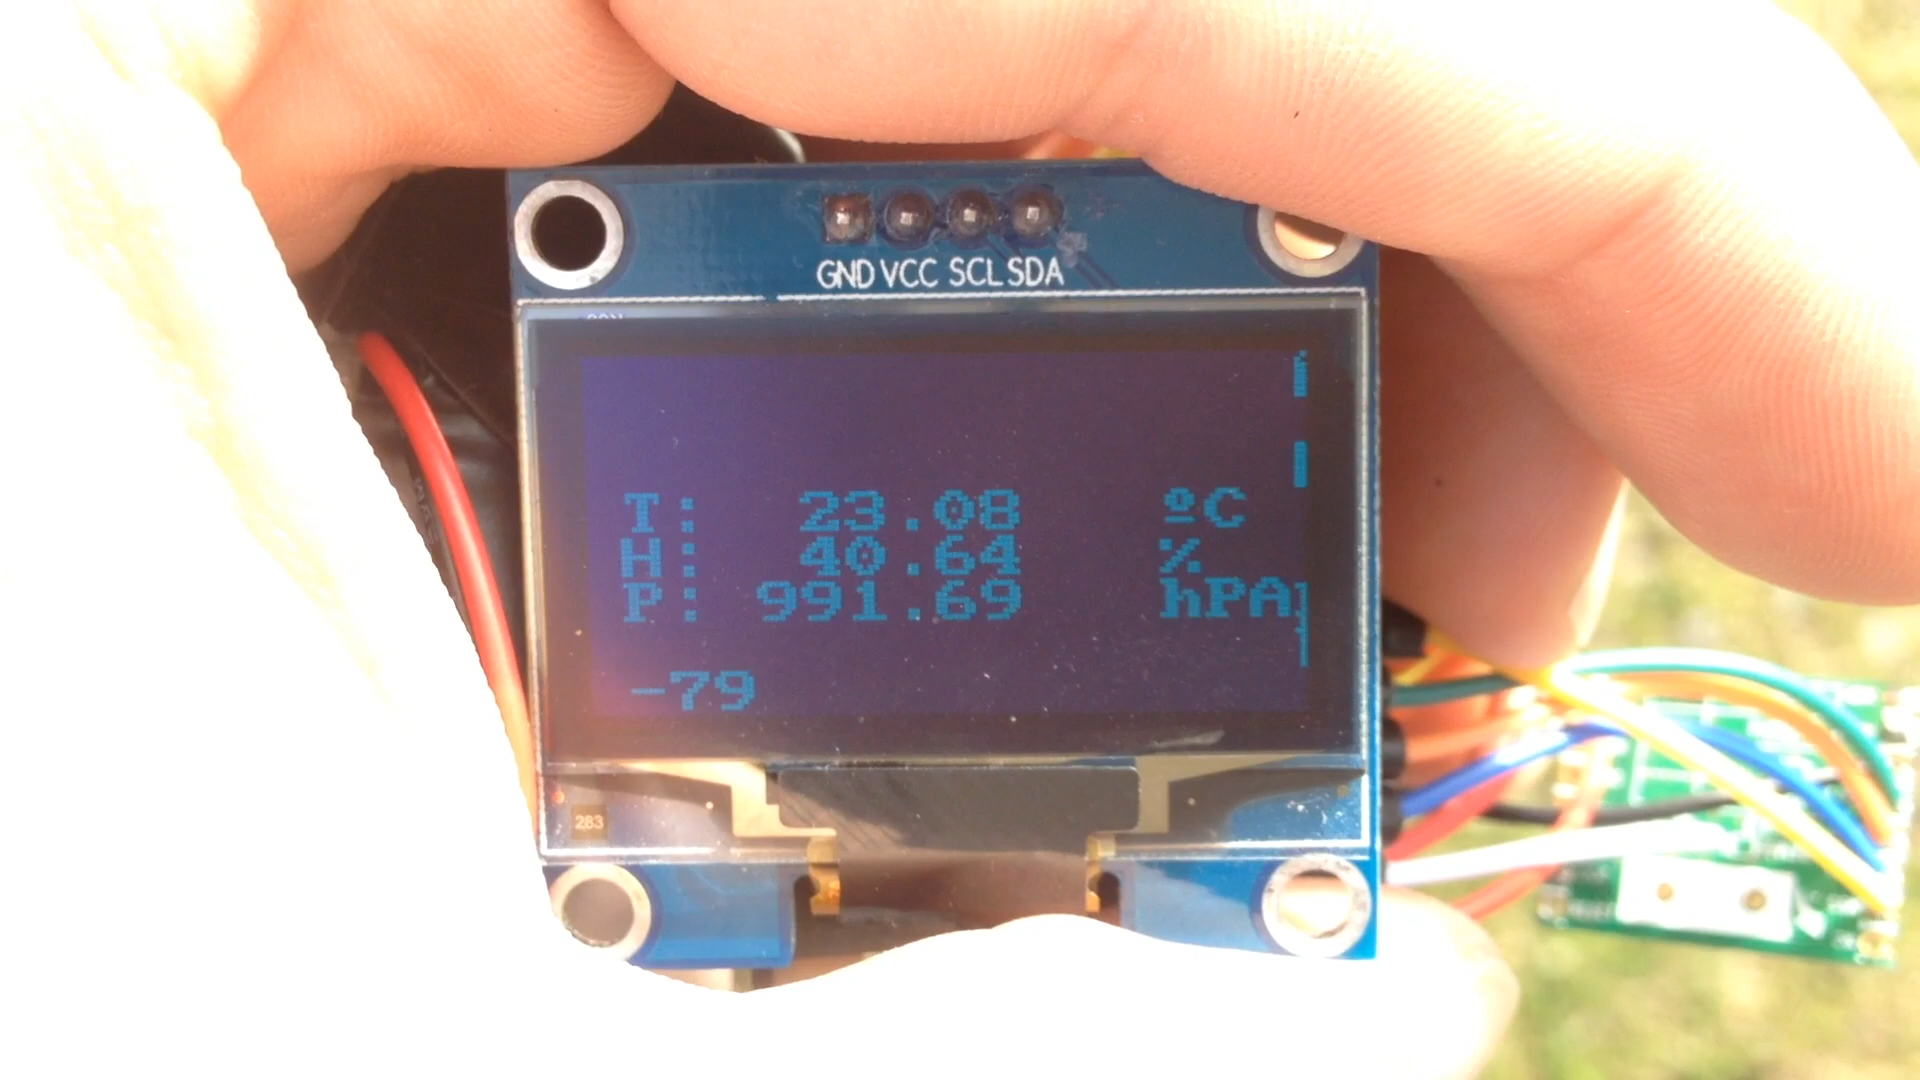 GND VCC SCL SDA
T: 23.08 ºC
H: 40.64 %
P: 991.69 hPA
-79
283